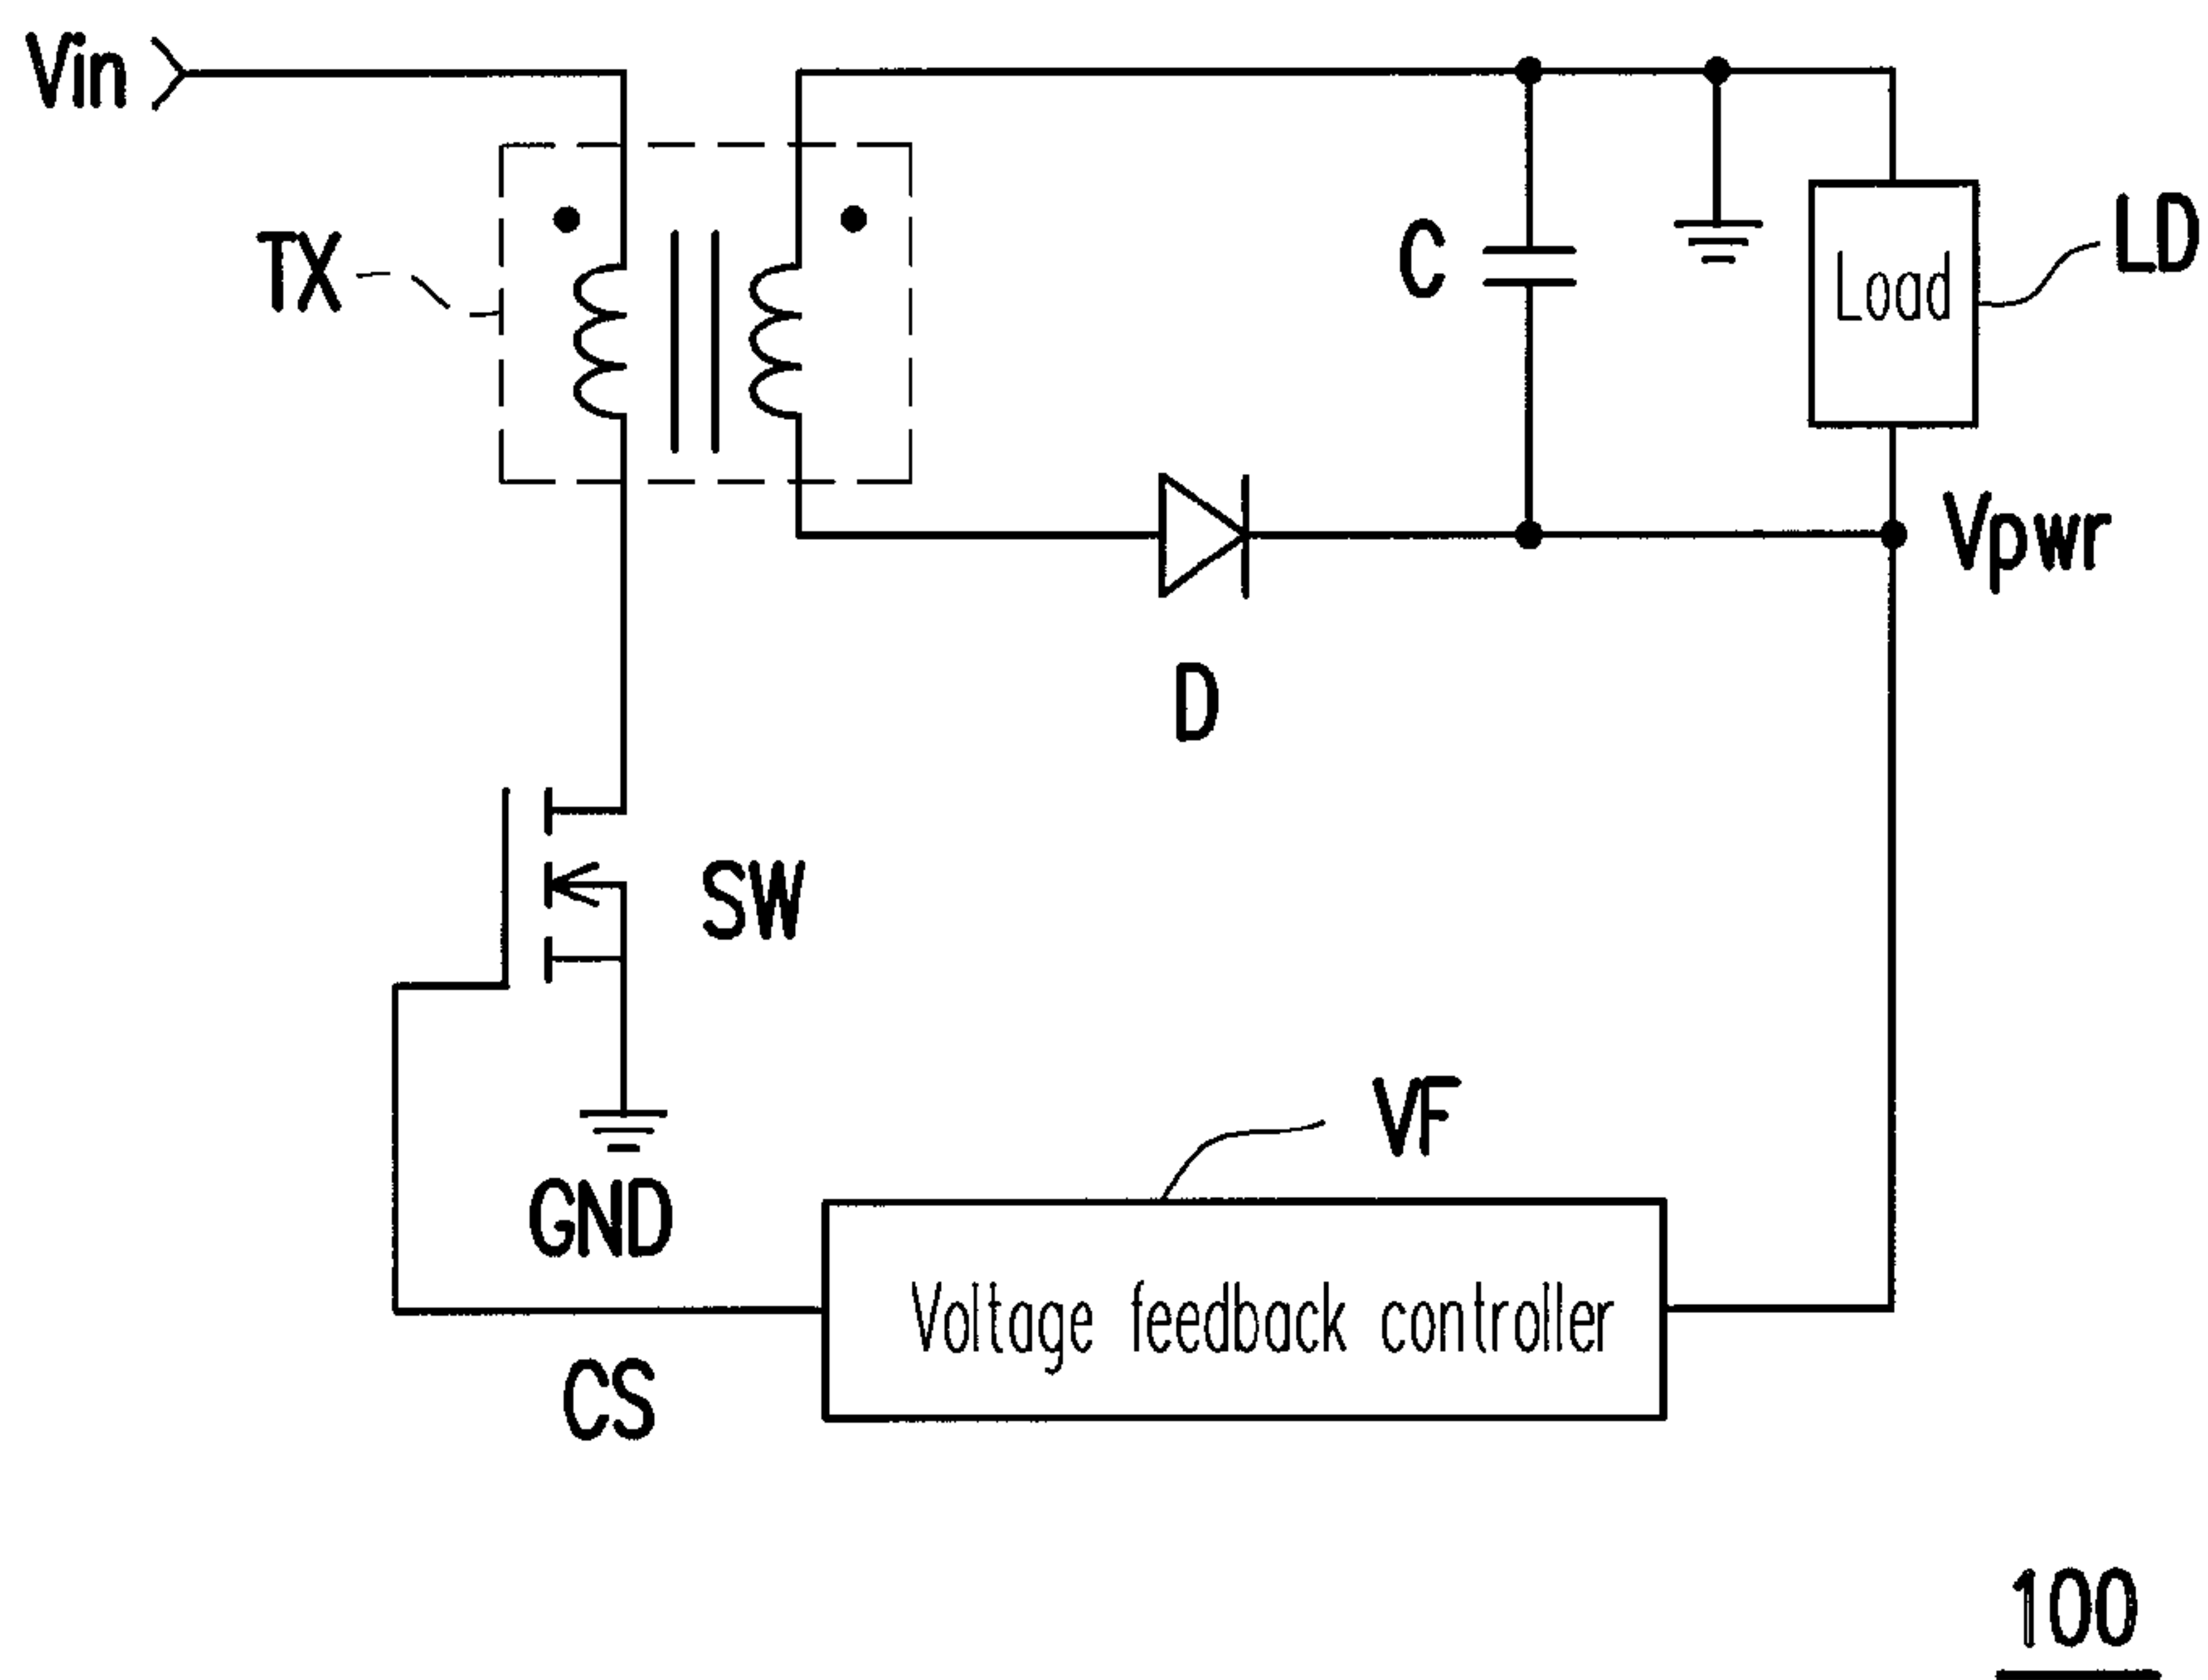 Vin
TX
C
Load
LD
Vpwr
D
SW
VF
GND
Voltage feedback controller
CS
100